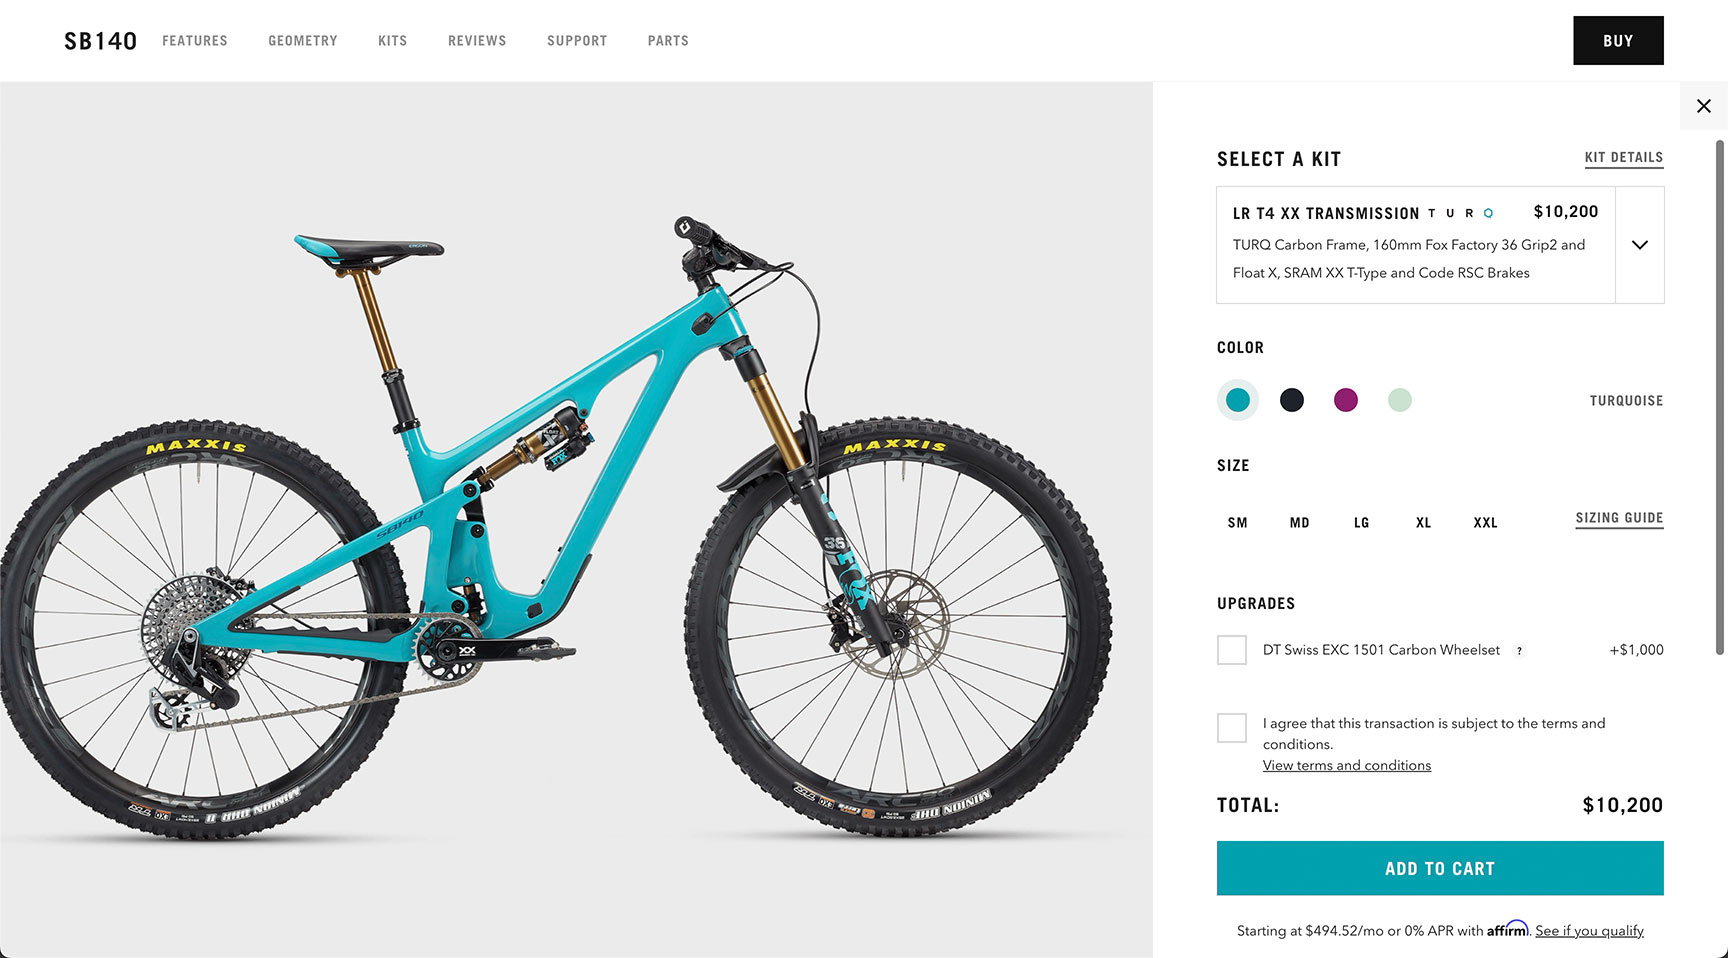 SB140
FEATURES
GEOMETRY
KITS
REVIEWS
SUPPORT
PARTS
BUY
SELECT A KIT
KIT DETAILS
LR T4 XX TRANSMISSION TURQ $10,200
TURQ Carbon Frame, 160mm Fox Factory 36 Grip2 and
Float X, SRAM XX T-Type and Code RSC Brakes
COLOR
TURQUOISE
SIZE
SM MD LG XL XXL
SIZING GUIDE
UPGRADES
DT Swiss EXC 1501 Carbon Wheelset ? +$1,000
I agree that this transaction is subject to the terms and
conditions.
View terms and conditions
TOTAL: $10,200
ADD TO CART
Starting at $494.52/mo or 0% APR with affirm. See if you qualify
ERGON
MAXXIS
MAXXIS
FLOAT
X
FOX
SB140
36
FOX
XX
MINION DHR II
MINION DHF